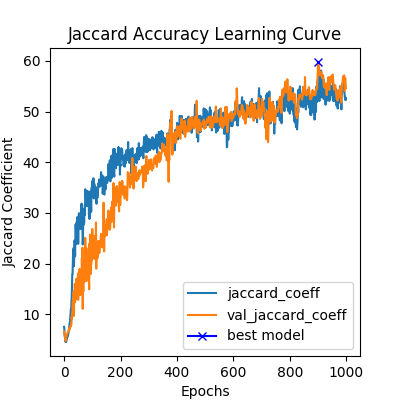 Jaccard Accuracy Learning Curve
60
50
40
30
20
10
Jaccard Coefficient
0 200 400 600 800 1000
Epochs
jaccard_coeff
val_jaccard_coeff
best model